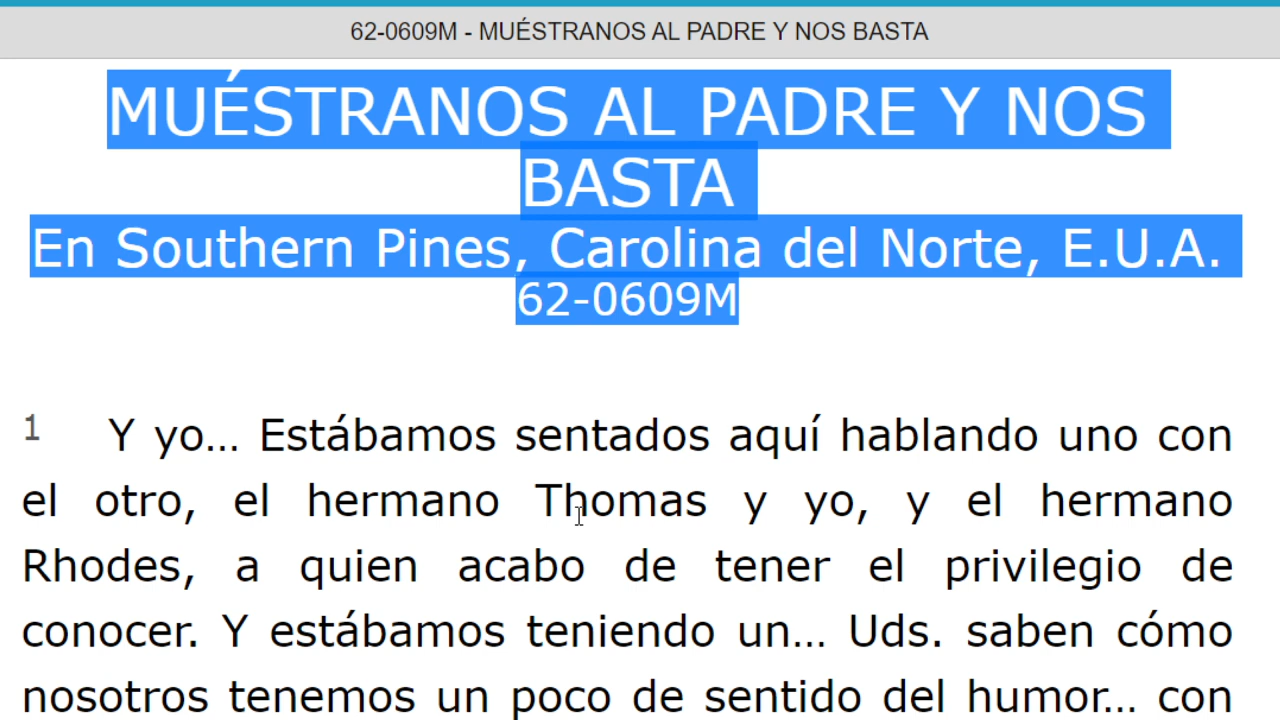 62-0609M - MUÉSTRANOS AL PADRE Y NOS BASTA
MUÉSTRANOS AL PADRE Y NOS
BASTA
En Southern Pines, Carolina del Norte, E.U.A.
62-0609M
1 Y yo… Estábamos sentados aquí hablando uno con
el otro, el hermano Thomas y yo, y el hermano
Rhodes, a quien acabo de tener el privilegio de
conocer. Y estábamos teniendo un… Uds. saben cómo
nosotros tenemos un poco de sentido del humor… con